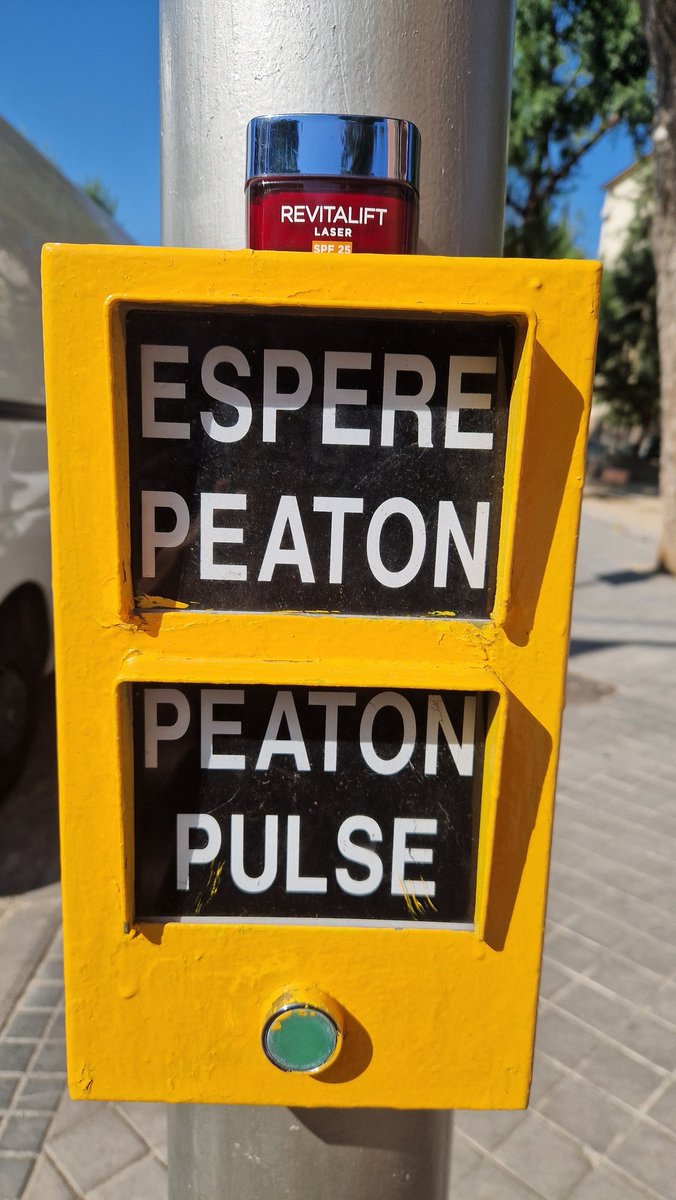 REVITALIFT
LASER
SPF 25
ESPERE
PEATON
PEATON
PULSE